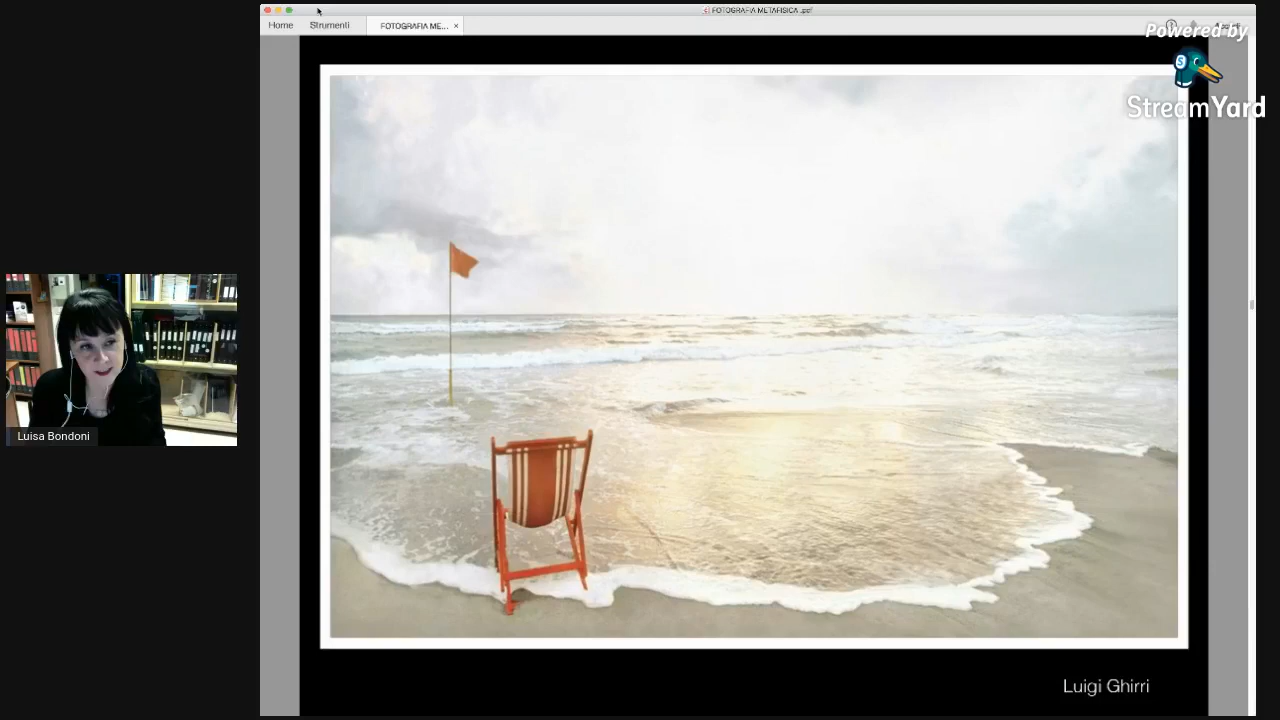 FOTOGRAFIA METAFISICA .pdf
Home Strumenti FOTOGRAFIA ME... ×
Powered by
S
StreamYard
Luisa Bondoni
Luigi Ghirri